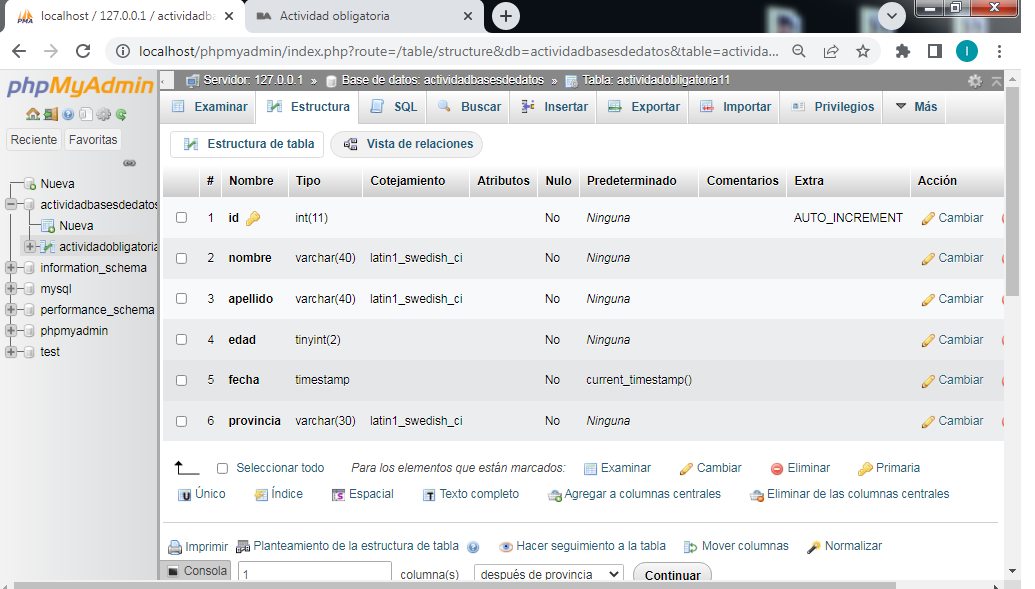 localhost / 127.0.0.1 / actividadba
Actividad obligatoria
localhost/phpmyadmin/index.php?route=/table/structure&db=actividadbasesdedatos&table=activida...
I
phpMyAdmin
Reciente Favoritas
Nueva
actividadbasesdedatos
Nueva
actividadobligatoria
information_schema
mysql
performance_schema
phpmyadmin
test
Servidor: 127.0.0.1 » Base de datos: actividadbasesdedatos » Tabla: actividadobligatoria11
Examinar Estructura SQL Buscar Insertar Exportar Importar Privilegios Más
Estructura de tabla Vista de relaciones
# Nombre Tipo Cotejamiento Atributos Nulo Predeterminado Comentarios Extra Acción
1 id int(11) No Ninguna AUTO_INCREMENT Cambiar
2 nombre varchar(40) latin1_swedish_ci No Ninguna Cambiar
3 apellido varchar(40) latin1_swedish_ci No Ninguna Cambiar
4 edad tinyint(2) No Ninguna Cambiar
5 fecha timestamp No current_timestamp() Cambiar
6 provincia varchar(30) latin1_swedish_ci No Ninguna Cambiar
Seleccionar todo Para los elementos que están marcados: Examinar Cambiar Eliminar Primaria
Único Índice Espacial Texto completo Agregar a columnas centrales Eliminar de las columnas centrales
Imprimir Planteamiento de la estructura de tabla Hacer seguimiento a la tabla Mover columnas Normalizar
Consola 1 columna(s) después de provincia Continuar